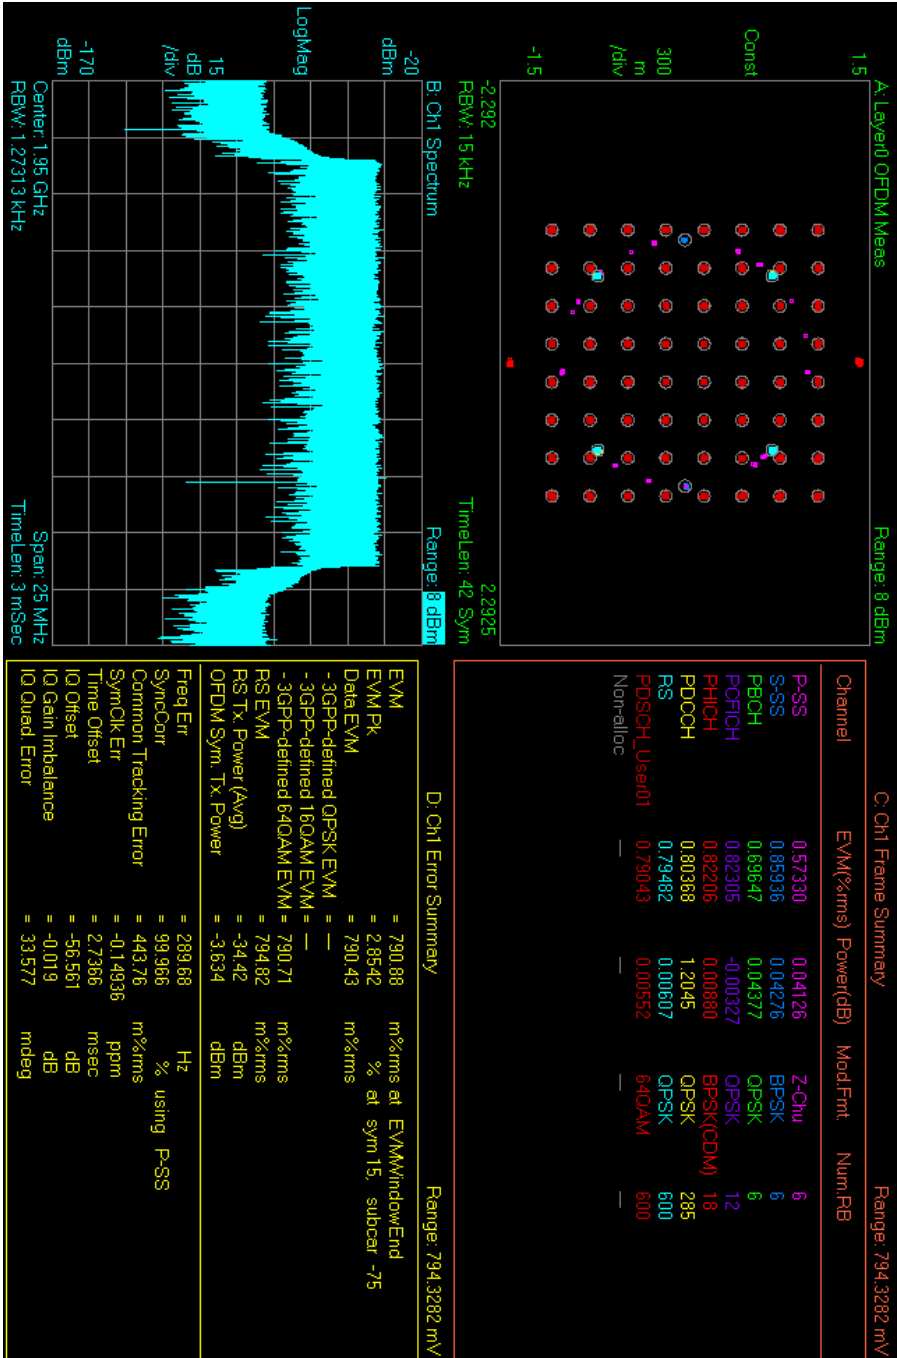 A: Layer0 OFDM Meas Range: 8 dBm
1.5
Const
300
m
/div
-1.5
-2.292 2.2925
RBW: 15 kHz TimeLen: 42 Sym
B: Ch1 Spectrum Range: 8 dBm
-20
dBm
LogMag
15
dB
/div
-170
dBm
Center: 1.95 GHz Span: 25 MHz
RBW: 1.27313 kHz TimeLen: 3 mSec
C: Ch1 Frame Summary Range: 794.3282 mV
Channel EVM(%rms) Power(dB) Mod.Fmt Num.RB
P-SS 0.57330 0.04126 Z-Chu 6
S-SS 0.85936 0.04276 BPSK 6
PBCH 0.69647 0.04377 QPSK 6
PCFICH 0.82305 -0.00327 QPSK 12
PHICH 0.82206 0.00880 BPSK(CDM) 18
PDCCH 0.80368 1.2045 QPSK 285
RS 0.79482 0.00607 QPSK 600
PDSCH_User01 0.79043 0.00552 64QAM 600
Non-alloc — — — —
D: Ch1 Error Summary Range: 794.3282 mV
EVM = 790.88 m%rms at EVMWindowEnd
EVM Pk = 2.8542 % at sym 15, subcar -75
Data EVM = 790.43 m%rms
- 3GPP-defined QPSK EVM = —
- 3GPP-defined 16QAM EVM = —
- 3GPP-defined 64QAM EVM = 790.71 m%rms
RS EVM = 794.82 m%rms
RS Tx. Power (Avg) = -34.42 dBm
OFDM Sym. Tx. Power = -3.634 dBm
Freq Err = 289.68 Hz
SyncCorr = 99.966 % using P-SS
Common Tracking Error = 443.76 m%rms
SymClk Err = -0.14936 ppm
Time Offset = 2.7366 msec
IQ Offset = -56.561 dB
IQ Gain Imbalance = -0.019 dB
IQ Quad. Error = 33.577 mdeg